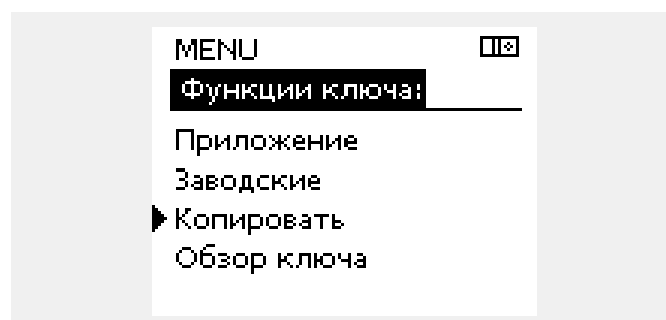 MENU
Функции ключа:
Приложение
Заводские
Копировать
Обзор ключа